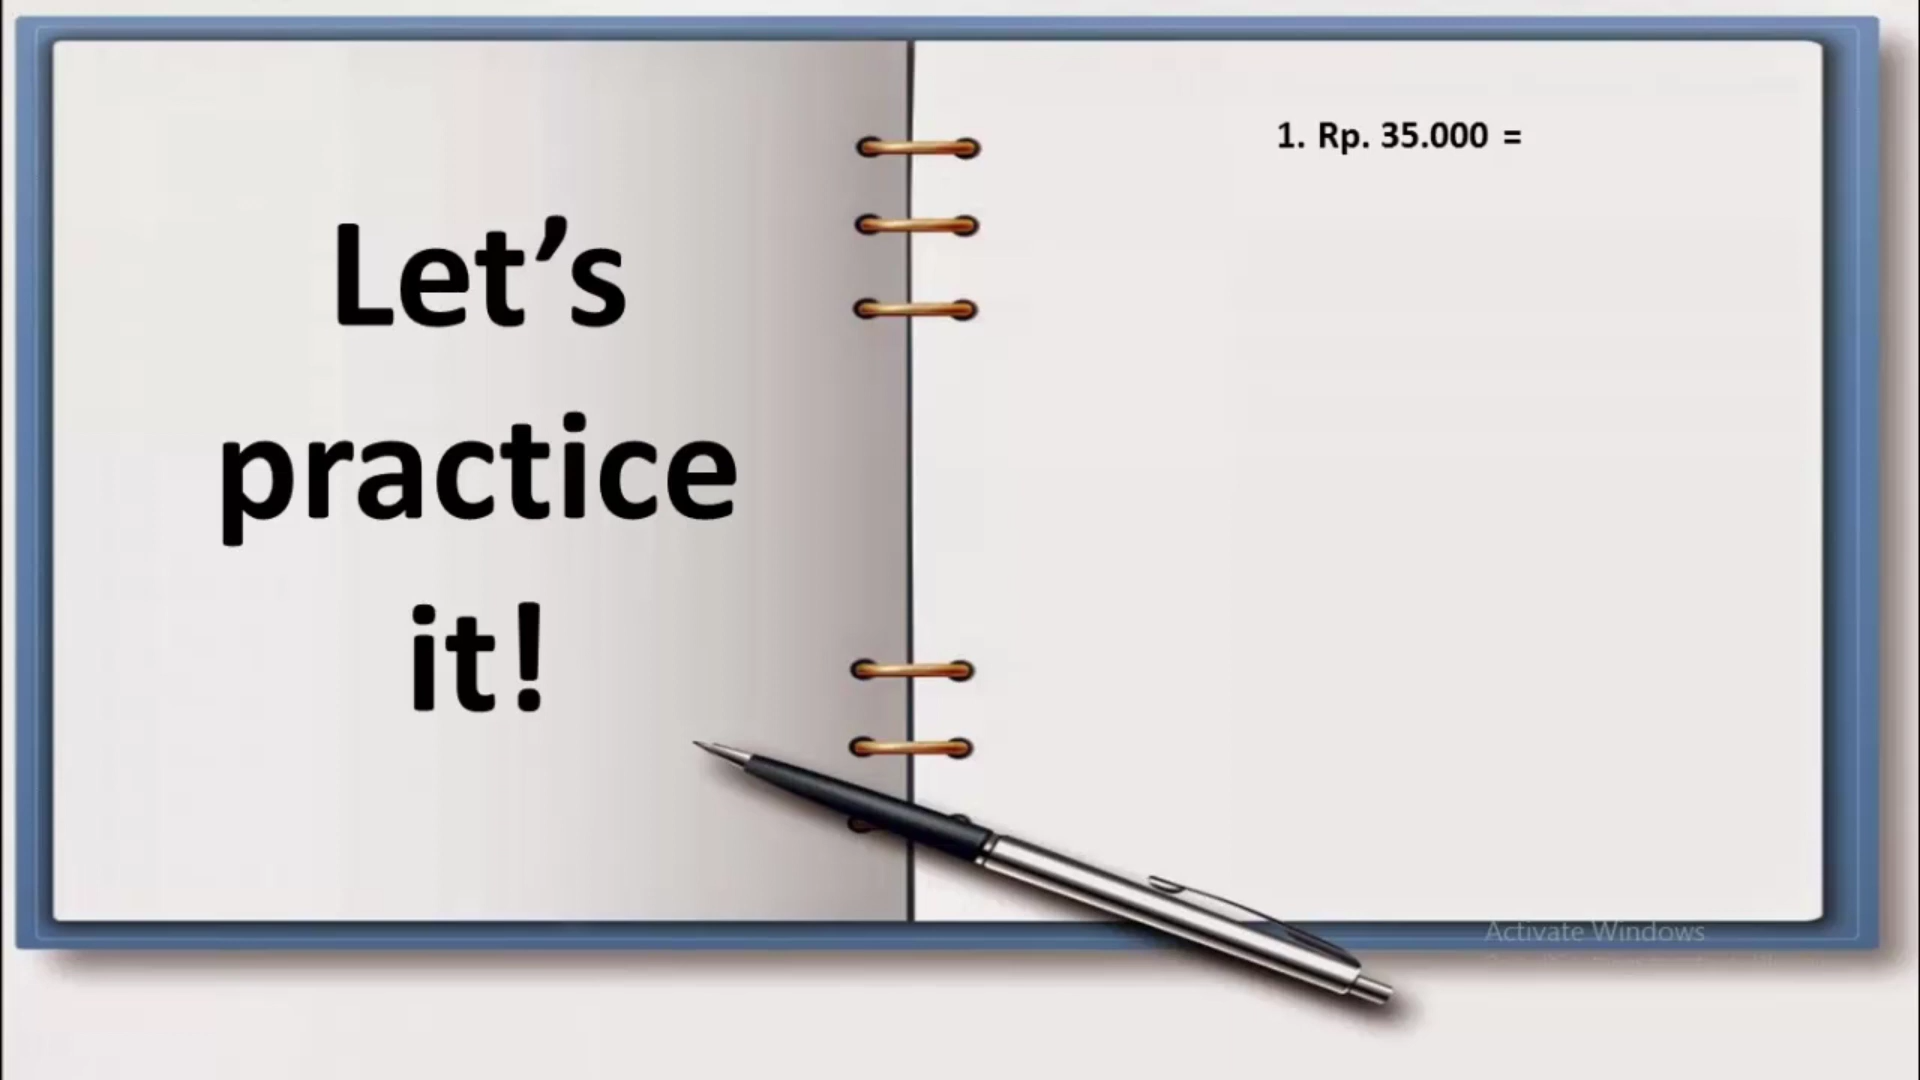 Let’s
practice
it!
1. Rp. 35.000 =
Activate Windows